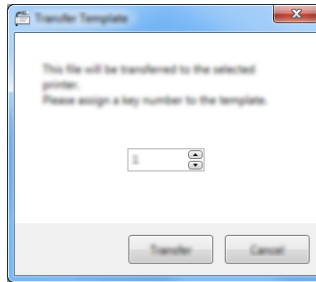 Transfer Template
This file will be transferred to the selected
printer.
Please assign a key number to the template.
1
Transfer
Cancel